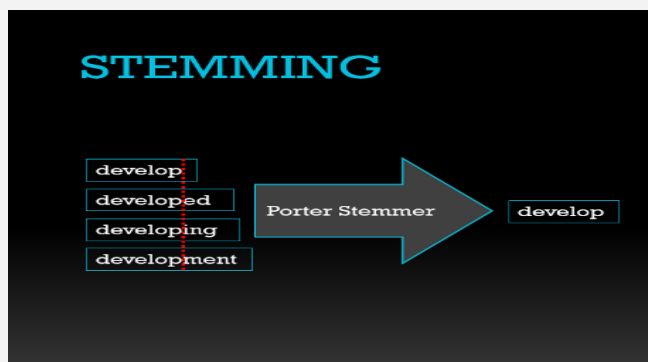 STEMMING
develop
developed
developing
development
Porter Stemmer
develop